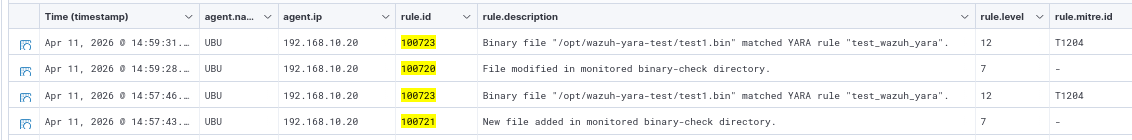 Time (timestamp) agent.na... agent.ip rule.id rule.description rule.level rule.mitre.id
Apr 11, 2026 @ 14:59:31.... UBU 192.168.10.20 100723 Binary file "/opt/wazuh-yara-test/test1.bin" matched YARA rule "test_wazuh_yara". 12 T1204
Apr 11, 2026 @ 14:59:28.... UBU 192.168.10.20 100720 File modified in monitored binary-check directory. 7 -
Apr 11, 2026 @ 14:57:46.... UBU 192.168.10.20 100723 Binary file "/opt/wazuh-yara-test/test1.bin" matched YARA rule "test_wazuh_yara". 12 T1204
Apr 11, 2026 @ 14:57:43.... UBU 192.168.10.20 100721 New file added in monitored binary-check directory. 7 -